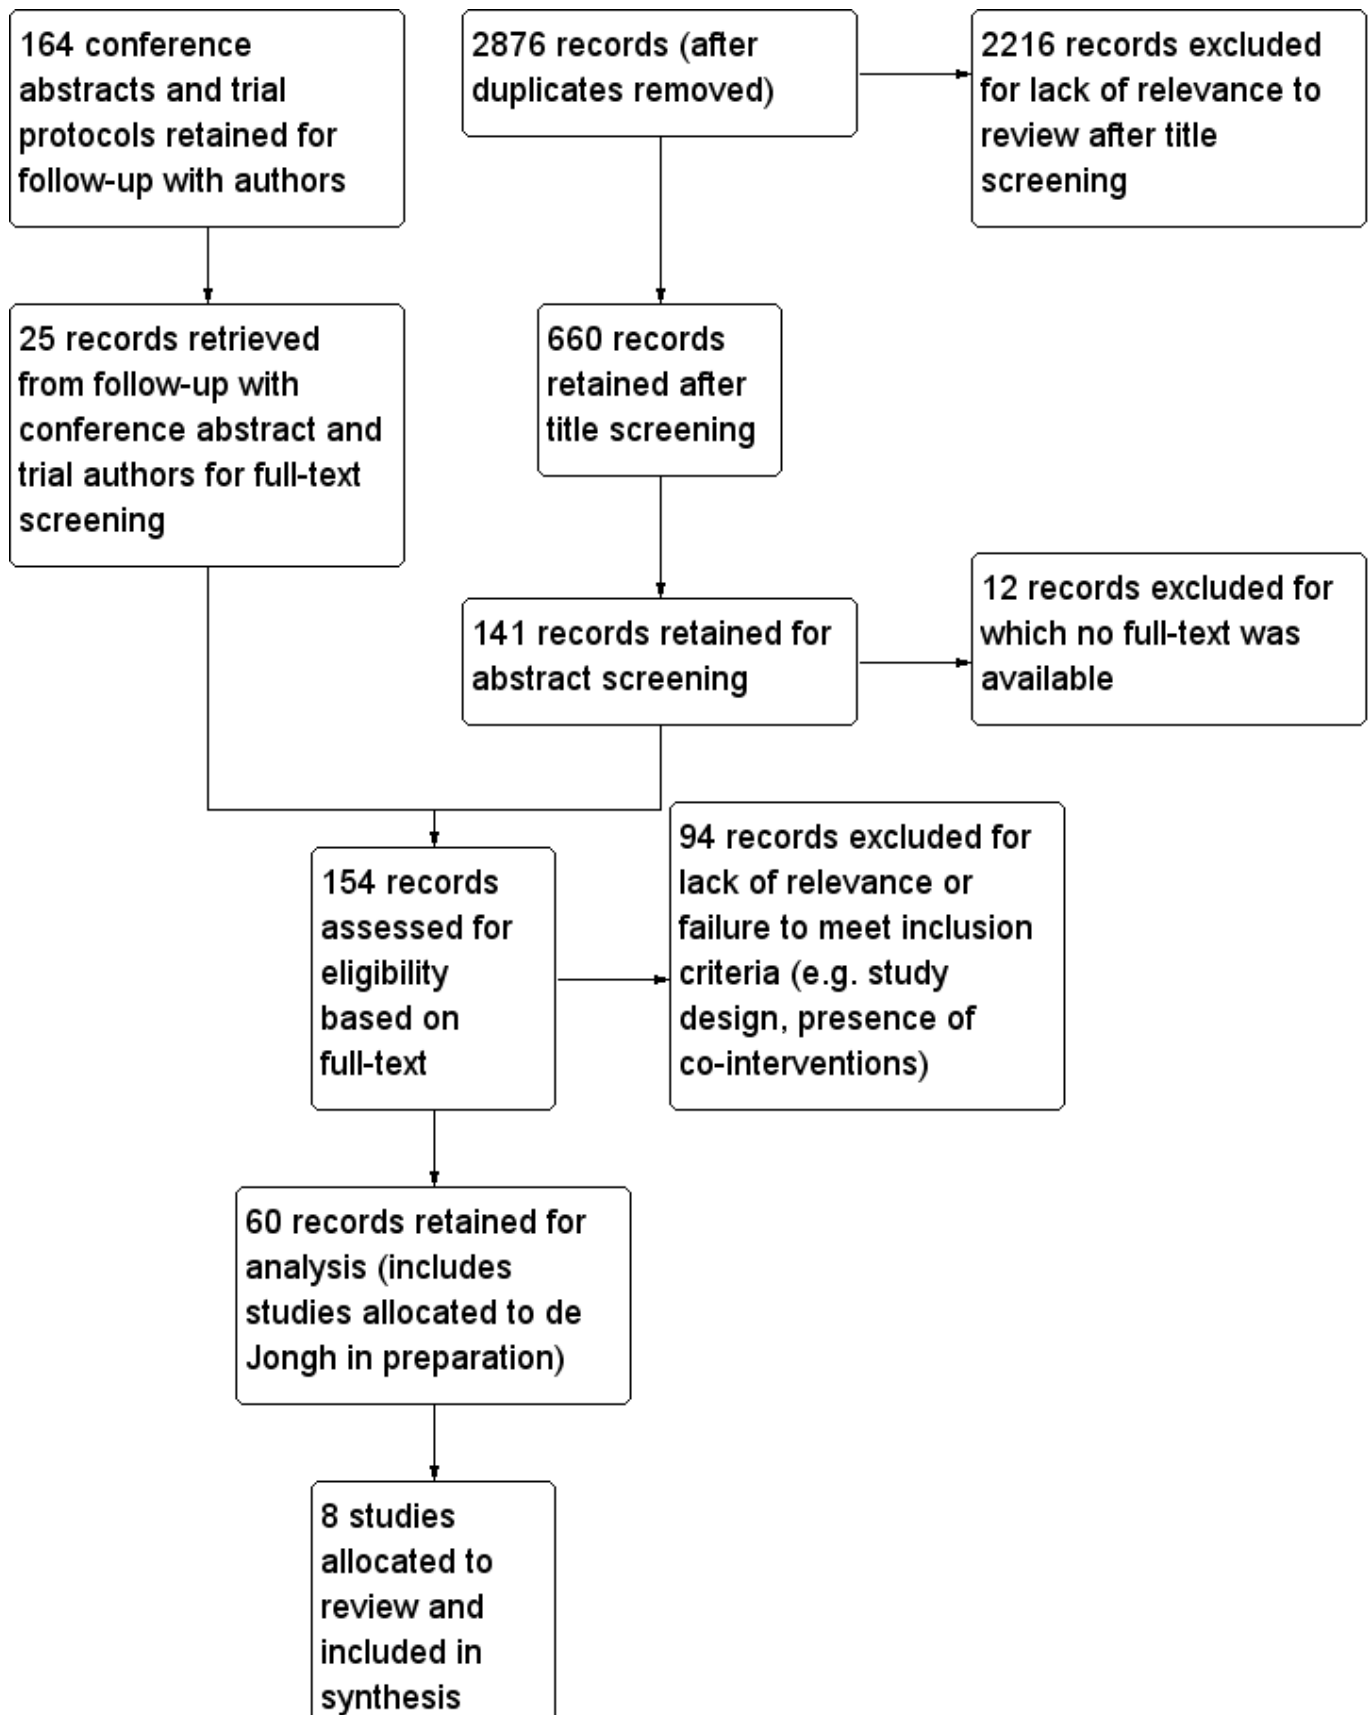 164 conference
abstracts and trial
protocols retained for
follow-up with authors
2876 records (after
duplicates removed)
2216 records excluded
for lack of relevance to
review after title
screening
25 records retrieved
from follow-up with
conference abstract and
trial authors for full-text
screening
660 records
retained after
title screening
141 records retained for
abstract screening
12 records excluded for
which no full-text was
available
154 records
assessed for
eligibility
based on
full-text
94 records excluded for
lack of relevance or
failure to meet inclusion
criteria (e.g. study
design, presence of
co-interventions)
60 records retained for
analysis (includes
studies allocated to de
Jongh in preparation)
8 studies
allocated to
review and
included in
synthesis